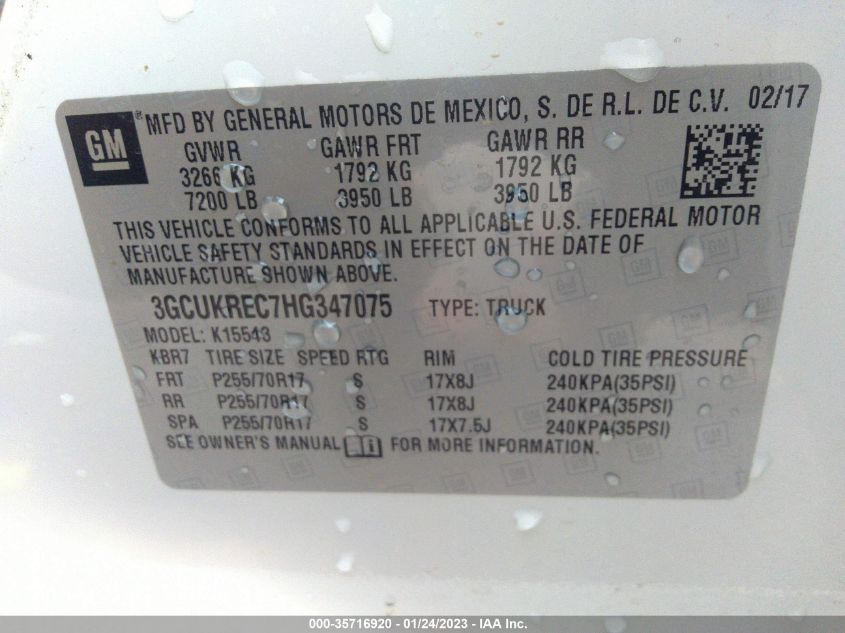 GM ® MFD BY GENERAL MOTORS DE MEXICO, S. DE R.L. DE C.V. 02/17
GVWR GAWR FRT GAWR RR
3266 KG 1792 KG 1792 KG
7200 LB 3950 LB 3950 LB
THIS VEHICLE CONFORMS TO ALL APPLICABLE U.S. FEDERAL MOTOR
VEHICLE SAFETY STANDARDS IN EFFECT ON THE DATE OF
MANUFACTURE SHOWN ABOVE.
3GCUKREC7HG347075 TYPE: TRUCK
MODEL: K15543
KBR7 TIRE SIZE SPEED RTG RIM COLD TIRE PRESSURE
FRT P255/70R17 S 17X8J 240KPA(35PSI)
RR P255/70R17 S 17X8J 240KPA(35PSI)
SPA P255/70R17 S 17X7.5J 240KPA(35PSI)
SEE OWNER'S MANUAL i FOR MORE INFORMATION.
000-35716920 - 01/24/2023 - IAA Inc.